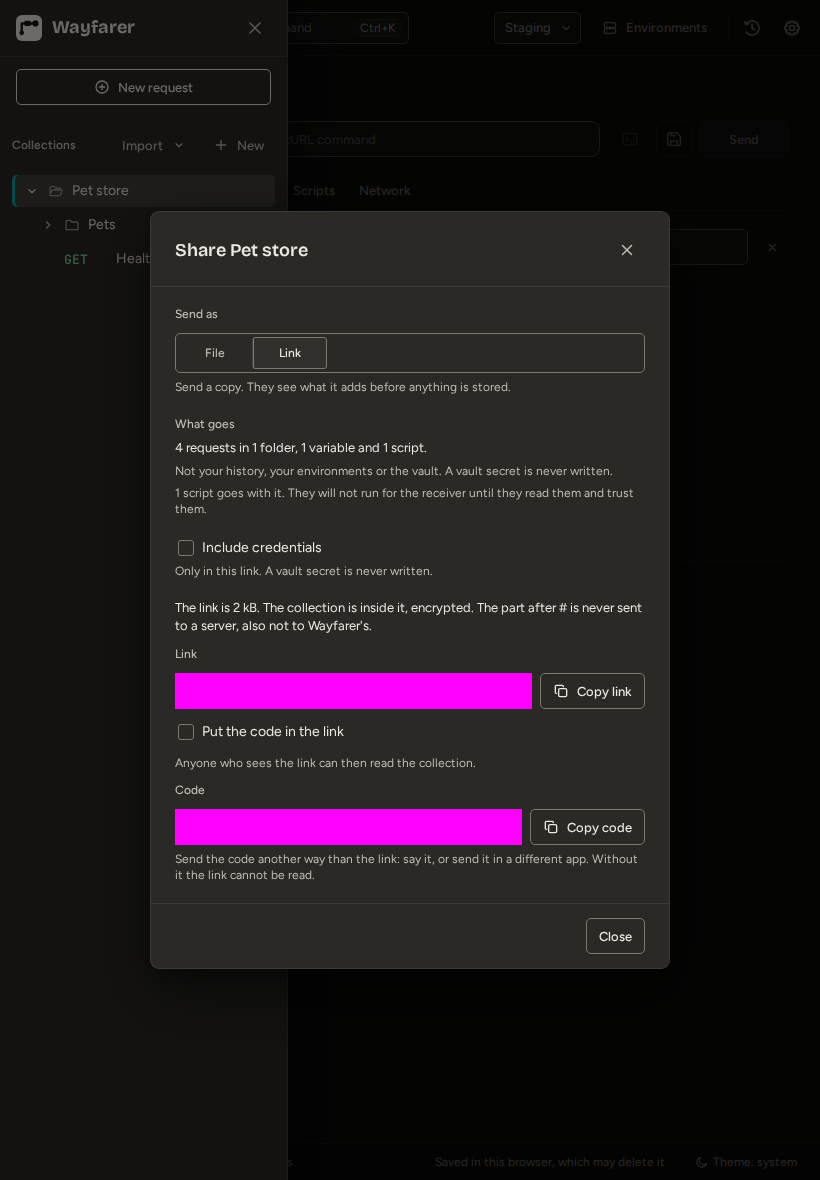 Wayfarer
Ctrl+K
Staging
Environments
New request
Collections
Import
New
cURL command
Send
Pet store
Scripts
Network
Pets
GET
Share Pet store
Send as
File
Link
Send a copy. They see what it adds before anything is stored.
What goes
4 requests in 1 folder, 1 variable and 1 script.
Not your history, your environments or the vault. A vault secret is never written.
1 script goes with it. They will not run for the receiver until they read them and trust
them.
Include credentials
Only in this link. A vault secret is never written.
The link is 2 kB. The collection is inside it, encrypted. The part after # is never sent
to a server, also not to Wayfarer's.
Link
Copy link
Put the code in the link
Anyone who sees the link can then read the collection.
Code
Copy code
Send the code another way than the link: say it, or send it in a different app. Without
it the link cannot be read.
Close
Saved in this browser, which may delete it
Theme: system